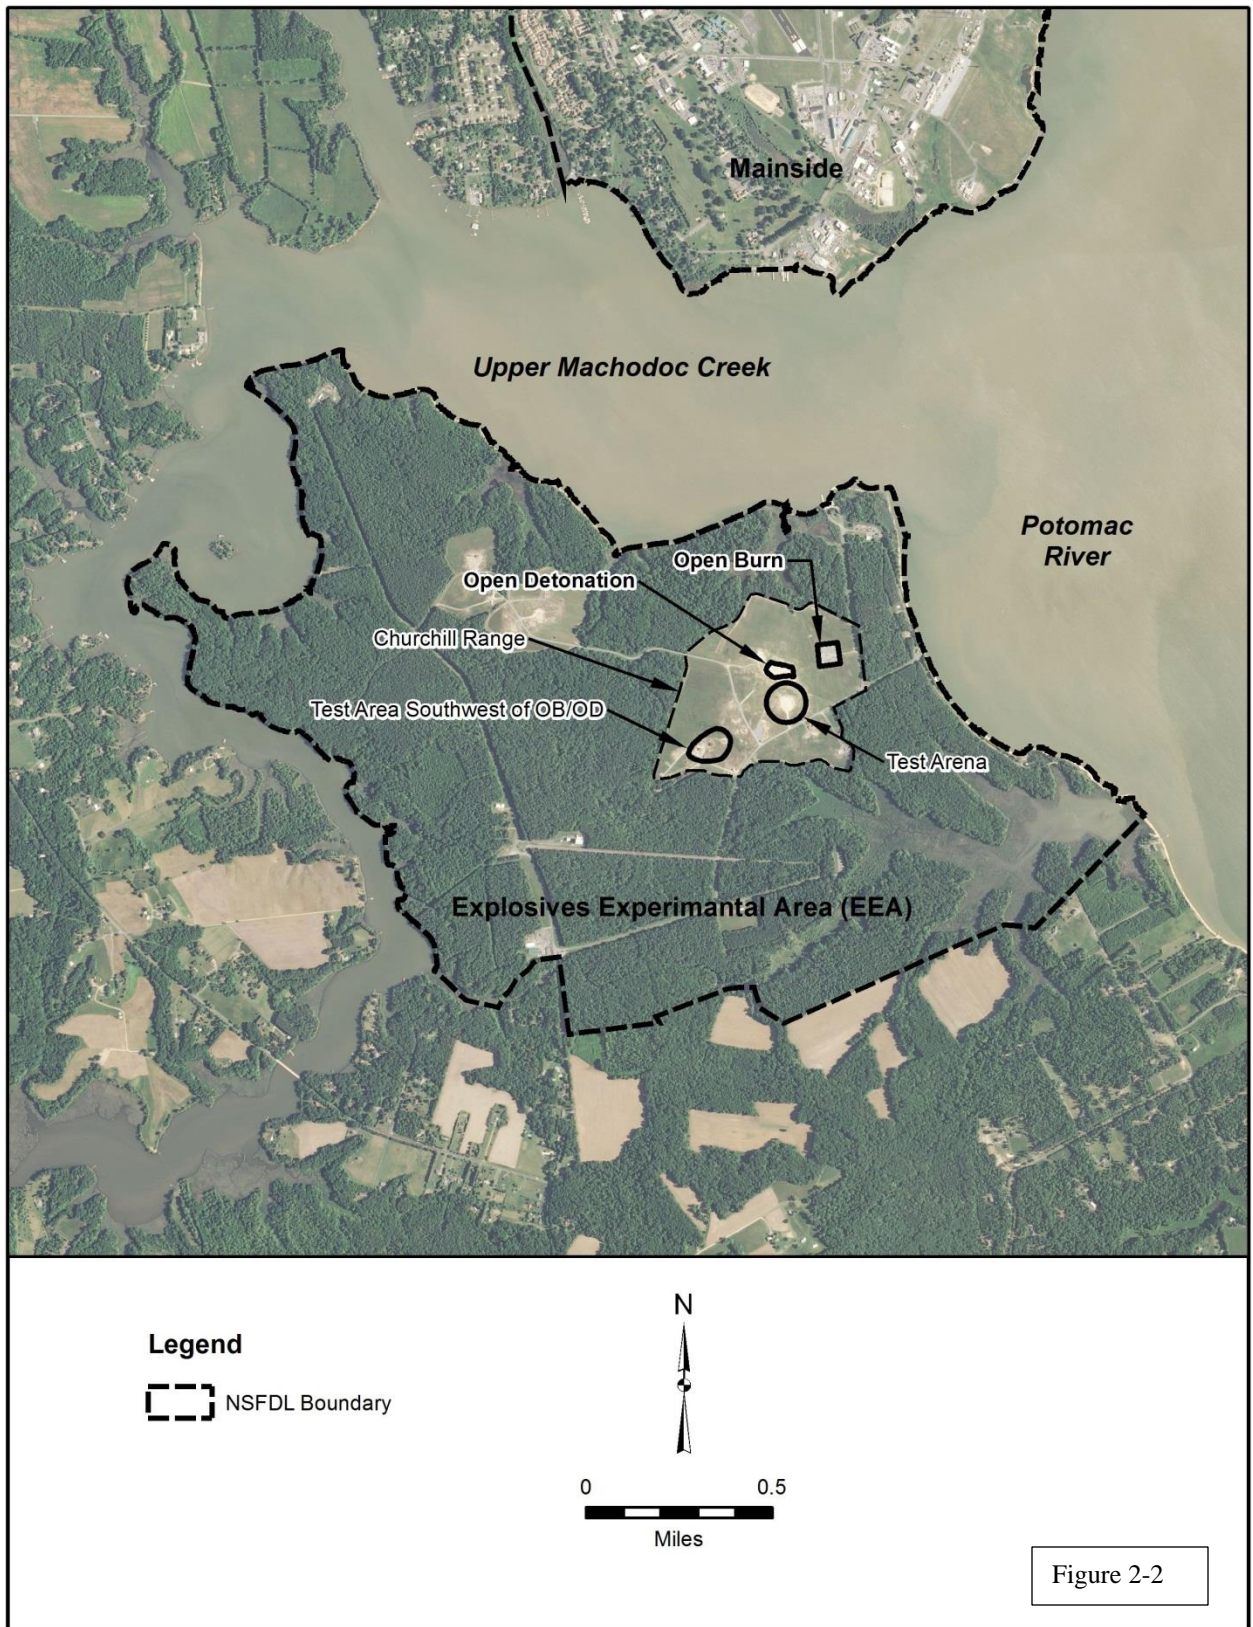 Mainside
Upper Machodoc Creek
Potomac
River
Open Burn
Open Detonation
Churchill Range
Test Area Southwest of OB/OD
Test Arena
Explosives Experimantal Area (EEA)
Legend
NSFDL Boundary
N
0 0.5
Miles
Figure 2-2